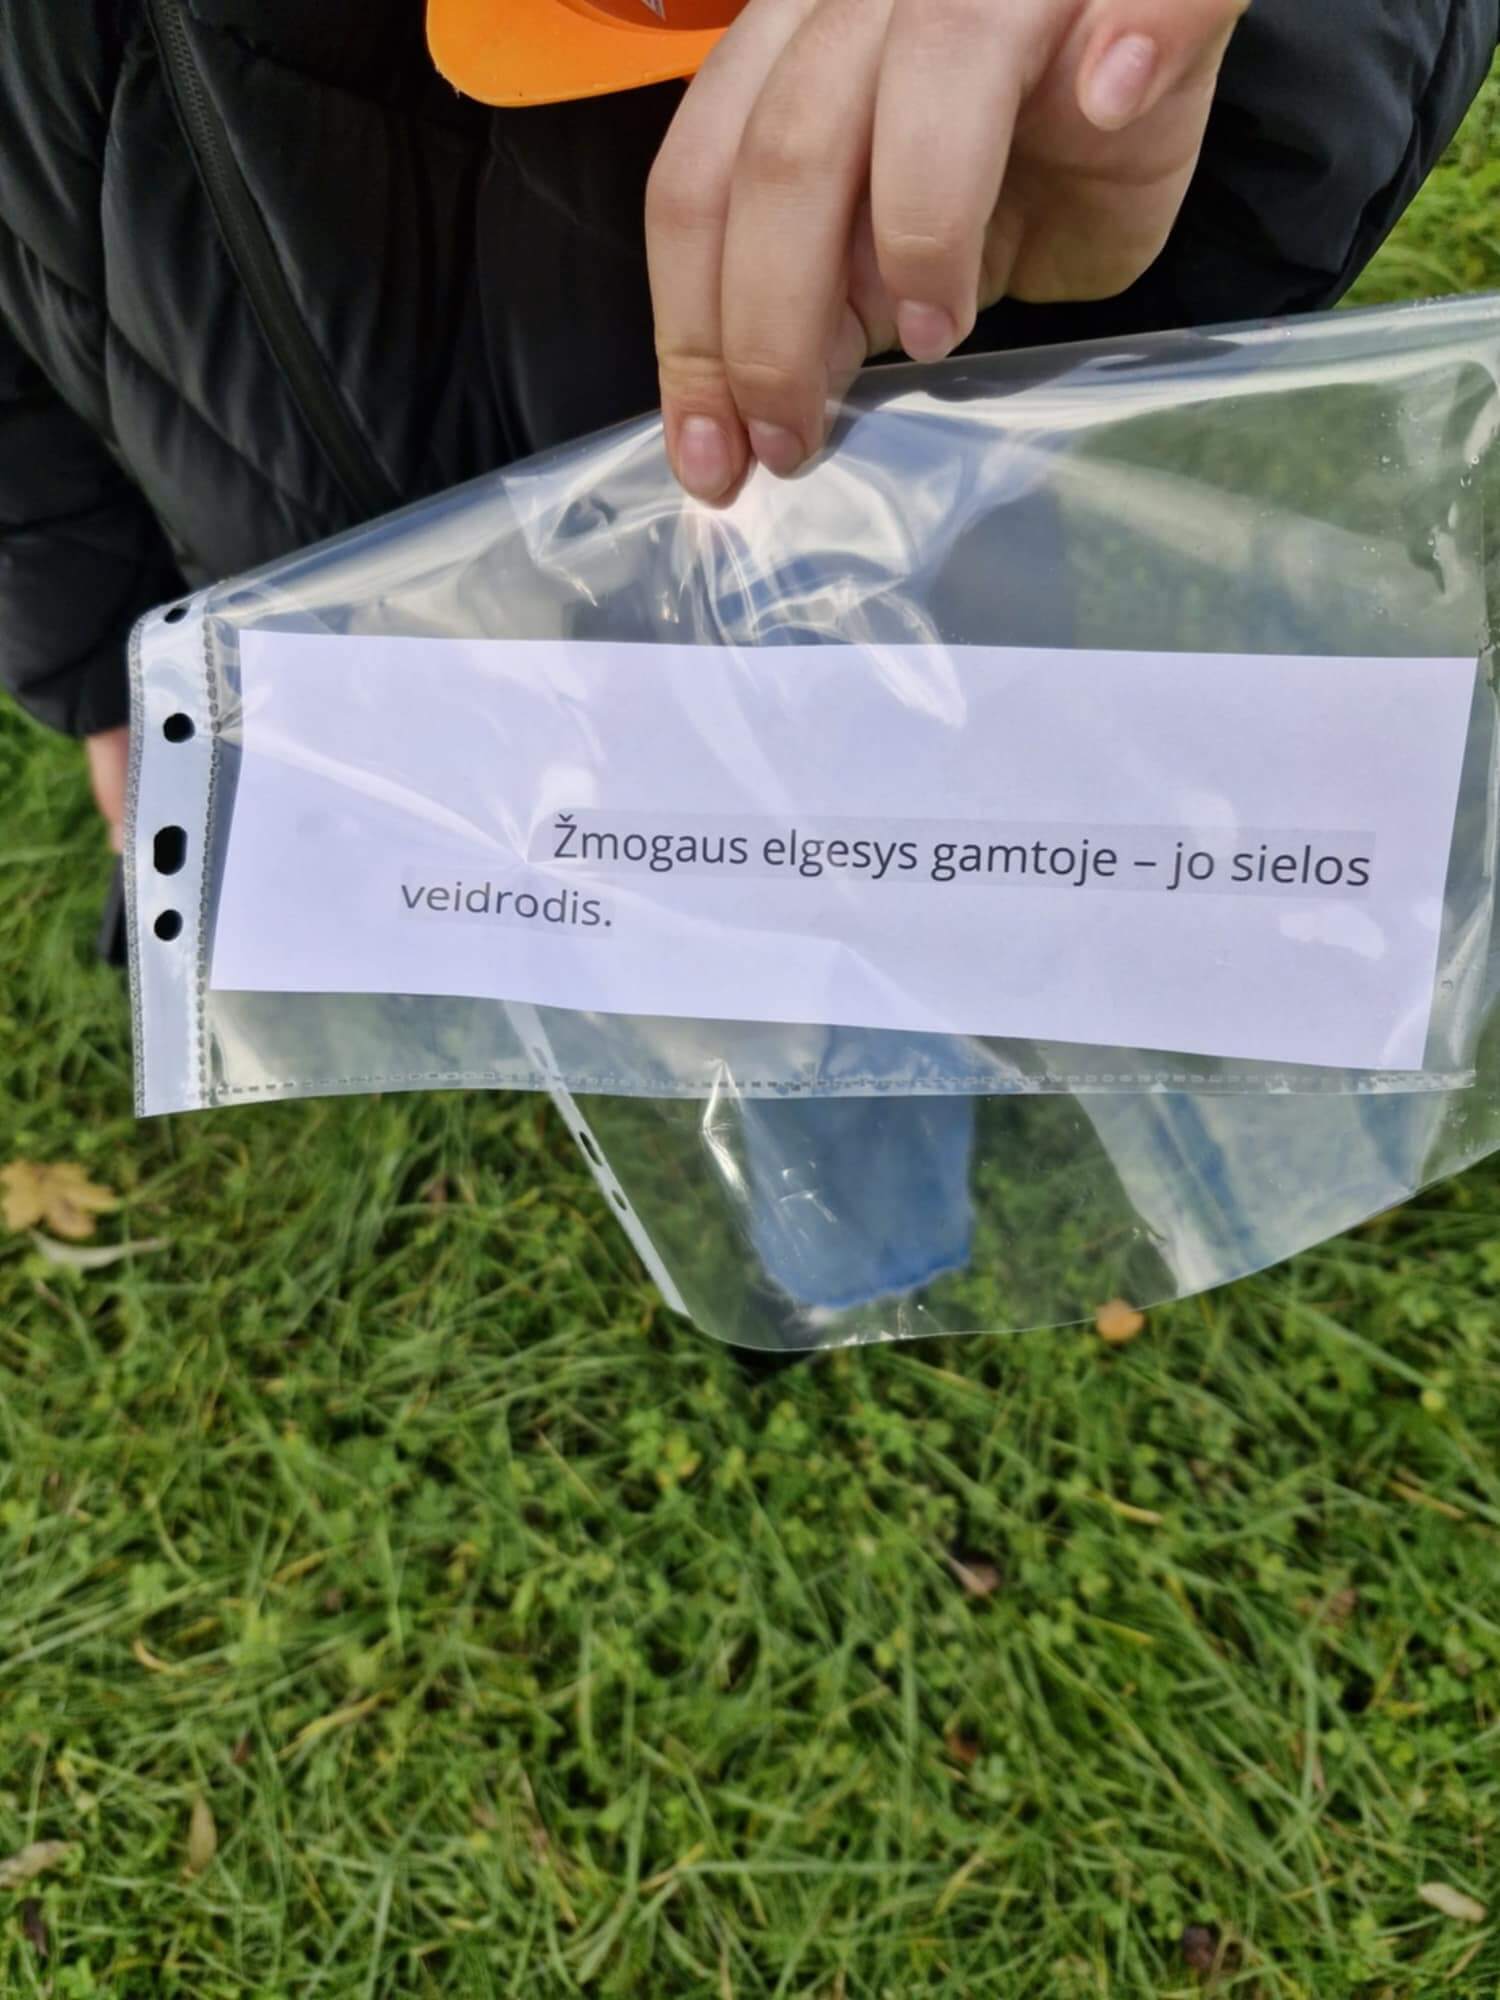 Žmogaus elgesys gamtoje – jo sielos
veidrodis.